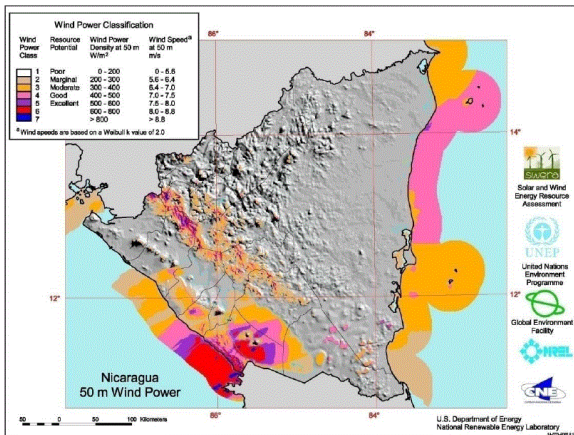 Wind Power Classification
Wind Power Class Resource Potential Wind Power Density at 50 m W/m² Wind Speedᵃ at 50 m m/s
1 Poor 0 - 200 0 - 5.6
2 Marginal 200 - 300 5.6 - 6.4
3 Moderate 300 - 400 6.4 - 7.0
4 Good 400 - 500 7.0 - 7.5
5 Excellent 500 - 600 7.5 - 8.0
6 600 - 800 8.0 - 8.8
7 > 800 > 8.8
ᵃ Wind speeds are based on a Weibull k value of 2.0
86°
84°
14°
12°
12°
86°
84°
Nicaragua
50 m Wind Power
50 0 50 100 Kilometers
swera
Solar and Wind
Energy Resource
Assessment
UNEP
United Nations
Environment
Programme
Global Environment
Facility
NREL
CNE
U.S. Department of Energy
National Renewable Energy Laboratory